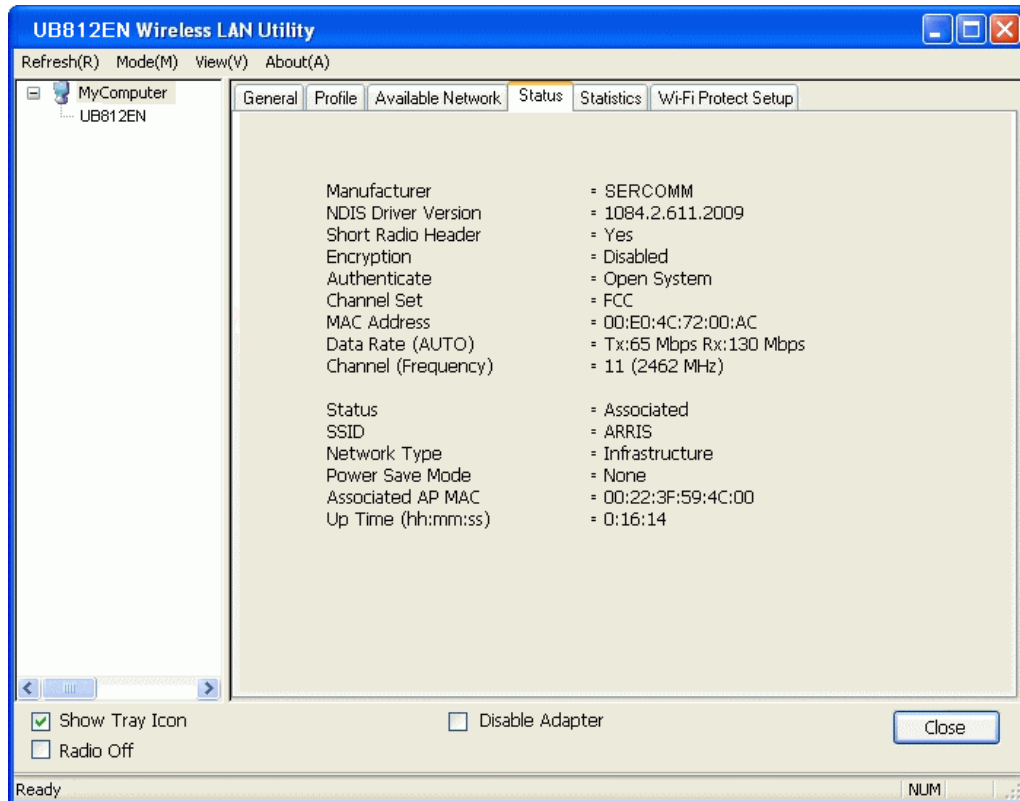 UB812EN Wireless LAN Utility
Refresh(R) Mode(M) View(V) About(A)
MyComputer
UB812EN
General Profile Available Network Status Statistics Wi-Fi Protect Setup
Manufacturer = SERCOMM
NDIS Driver Version = 1084.2.611.2009
Short Radio Header = Yes
Encryption = Disabled
Authenticate = Open System
Channel Set = FCC
MAC Address = 00:E0:4C:72:00:AC
Data Rate (AUTO) = Tx:65 Mbps Rx:130 Mbps
Channel (Frequency) = 11 (2462 MHz)
Status = Associated
SSID = ARRIS
Network Type = Infrastructure
Power Save Mode = None
Associated AP MAC = 00:22:3F:59:4C:00
Up Time (hh:mm:ss) = 0:16:14
Show Tray Icon Disable Adapter Close
Radio Off
Ready NUM